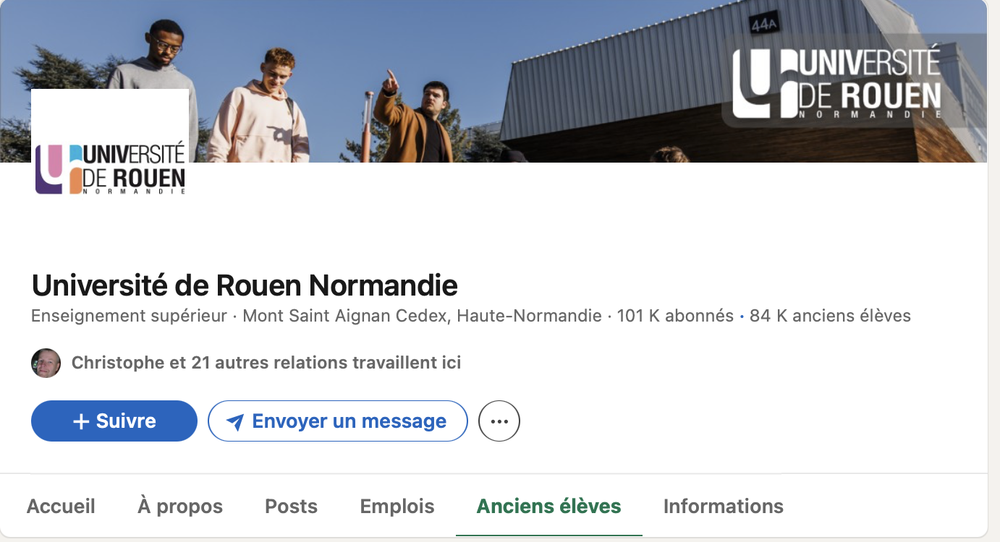 44A
UNIVERSITÉ
DE ROUEN
NORMANDIE
UNIVERSITÉ
DE ROUEN
NORMANDIE
Université de Rouen Normandie
Enseignement supérieur · Mont Saint Aignan Cedex, Haute-Normandie · 101 K abonnés · 84 K anciens élèves
Christophe et 21 autres relations travaillent ici
+ Suivre
Envoyer un message
...
Accueil À propos Posts Emplois Anciens élèves Informations